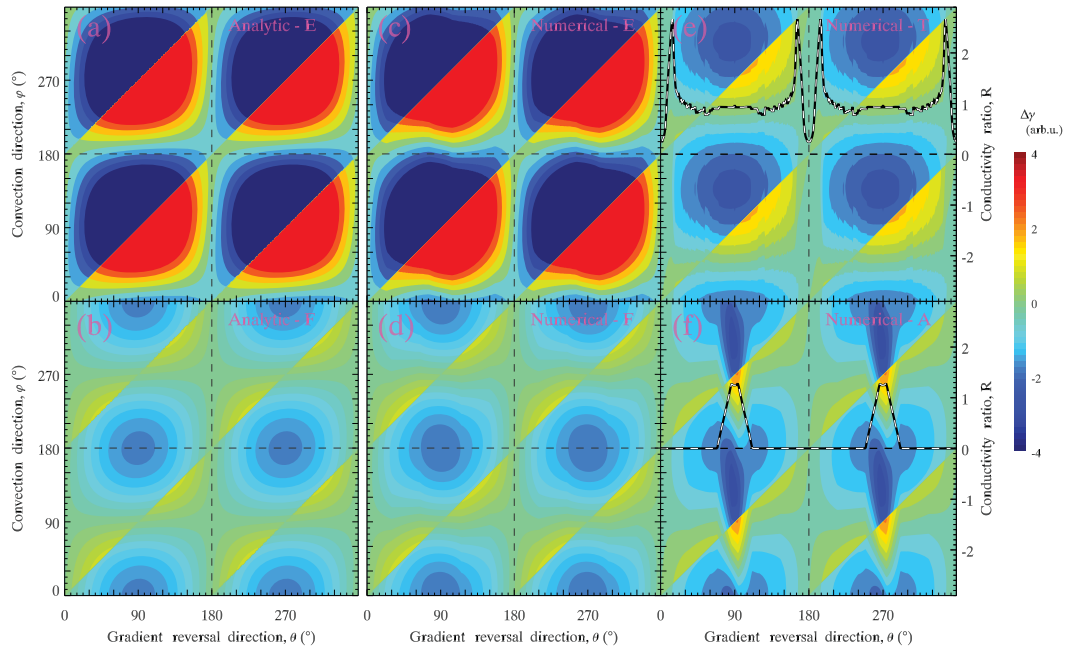 (a) Analytic - E
(c) Numerical - E
(e) Numerical - T
Convection direction, φ (°)
270
180
90
0
2
1
0
-1
-2
Conductivity ratio, R
Δγ
(arb.u.)
4
2
0
-2
-4
(b) Analytic - F
(d) Numerical - F
(f) Numerical - A
Convection direction, φ (°)
270
180
90
0
2
1
0
-1
-2
Conductivity ratio, R
0 90 180 270
0 90 180 270
0 90 180 270
Gradient reversal direction, θ (°)
Gradient reversal direction, θ (°)
Gradient reversal direction, θ (°)